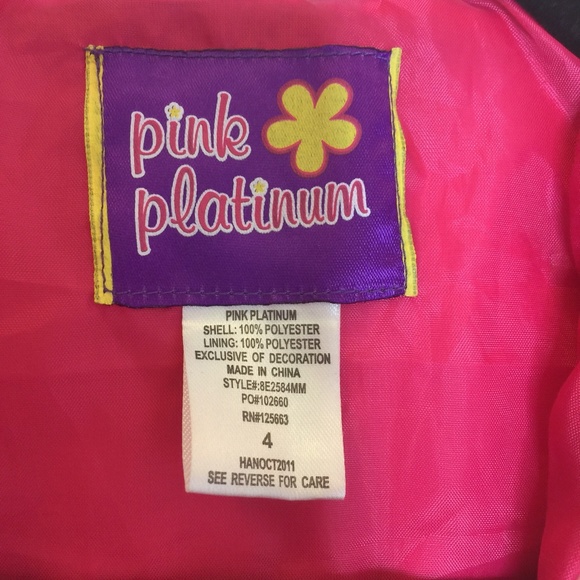 pink
platinum
PINK PLATINUM
SHELL: 100% POLYESTER
LINING: 100% POLYESTER
EXCLUSIVE OF DECORATION
MADE IN CHINA
STYLE#:8E2584MM
PO#102660
RN#125663
4
HANOCT2011
SEE REVERSE FOR CARE